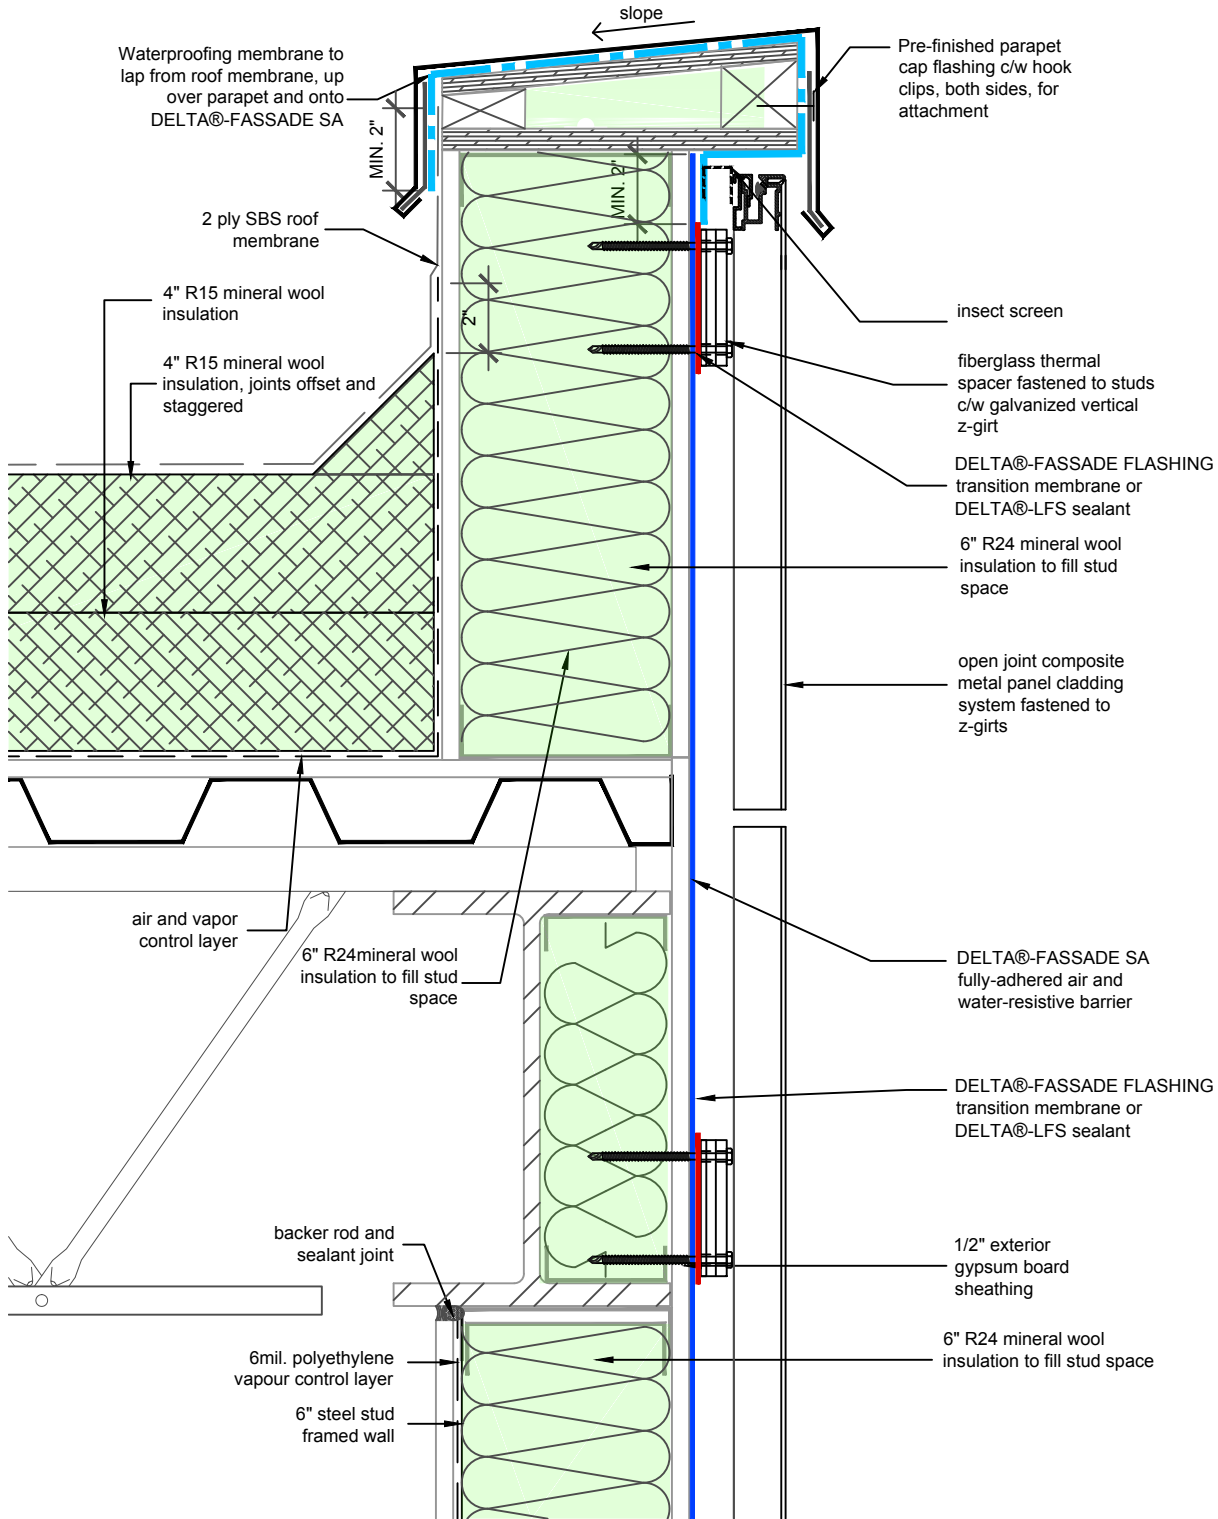 slope
Waterproofing membrane to
lap from roof membrane, up
over parapet and onto
DELTA®-FASSADE SA
MIN. 2"
Pre-finished parapet
cap flashing c/w hook
clips, both sides, for
attachment
MIN. 2"
2 ply SBS roof
membrane
4" R15 mineral wool
insulation
2"
insect screen
4" R15 mineral wool
insulation, joints offset and
staggered
fiberglass thermal
spacer fastened to studs
c/w galvanized vertical
z-girt
DELTA®-FASSADE FLASHING
transition membrane or
DELTA®-LFS sealant
6" R24 mineral wool
insulation to fill stud
space
open joint composite
metal panel cladding
system fastened to
z-girts
air and vapor
control layer
6" R24mineral wool
insulation to fill stud
space
DELTA®-FASSADE SA
fully-adhered air and
water-resistive barrier
DELTA®-FASSADE FLASHING
transition membrane or
DELTA®-LFS sealant
backer rod and
sealant joint
1/2" exterior
gypsum board
sheathing
6mil. polyethylene
vapour control layer
6" R24 mineral wool
insulation to fill stud space
6" steel stud
framed wall